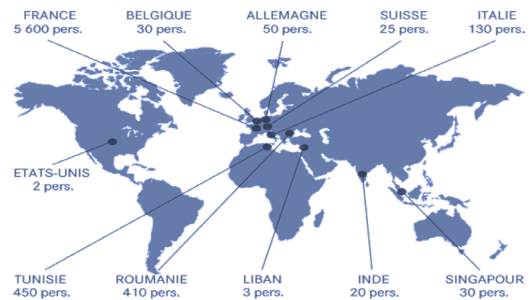 FRANCE
5 600 pers.
BELGIQUE
30 pers.
ALLEMAGNE
50 pers.
SUISSE
25 pers.
ITALIE
130 pers.
ETATS-UNIS
2 pers.
TUNISIE
450 pers.
ROUMANIE
410 pers.
LIBAN
3 pers.
INDE
20 pers.
SINGAPOUR
30 pers.